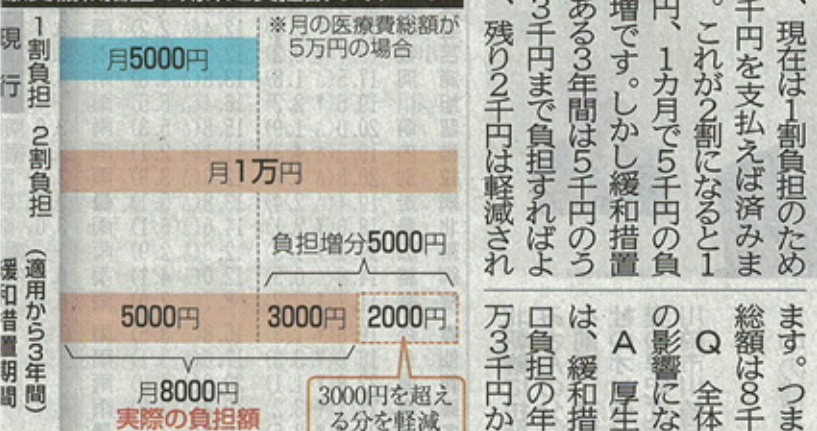 ※月の医療費総額が
5万円の場合
現行
1割負担
月5000円
2割負担
月1万円
負担増分5000円
緩和措置期間
(適用から3年間)
5000円
3000円
2000円
月8000円
実際の負担額
3000円を超え
る分を軽減
、現在は1割負担のため
千円を支払えば済みま
。これが2割になると1
円、1カ月で5千円の負
増です。しかし緩和措置
ある3年間は5千円のう
3千円まで負担すればよ
、残り2千円は軽減され
ます。つま
総額は8千
Q 全体
の影響にな
A 厚生
は、緩和措
口負担の年
万3千円か